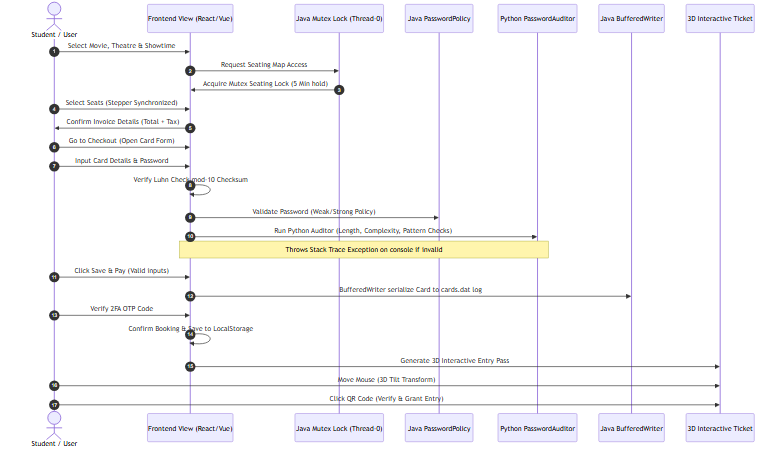 Student / User
Frontend View (React/Vue)
Java Mutex Lock (Thread-0)
Java PasswordPolicy
Python PasswordAuditor
Java BufferedWriter
3D Interactive Ticket
1 Select Movie, Theatre & Showtime
2 Request Seating Map Access
3 Acquire Mutex Seating Lock (5 Min hold)
4 Select Seats (Stepper Synchronized)
5 Confirm Invoice Details (Total + Tax)
6 Go to Checkout (Open Card Form)
7 Input Card Details & Password
8 Verify Luhn Check mod-10 Checksum
9 Validate Password (Weak/Strong Policy)
10 Run Python Auditor (Length, Complexity, Pattern Checks)
Throws Stack Trace Exception on console if invalid
11 Click Save & Pay (Valid Inputs)
12 BufferedWriter serialize Card to cards.dat log
13 Verify 2FA OTP Code
14 Confirm Booking & Save to LocalStorage
15 Generate 3D Interactive Entry Pass
16 Move Mouse (3D Tilt Transform)
17 Click QR Code (Verify & Grant Entry)
Student / User
Frontend View (React/Vue)
Java Mutex Lock (Thread-0)
Java PasswordPolicy
Python PasswordAuditor
Java BufferedWriter
3D Interactive Ticket